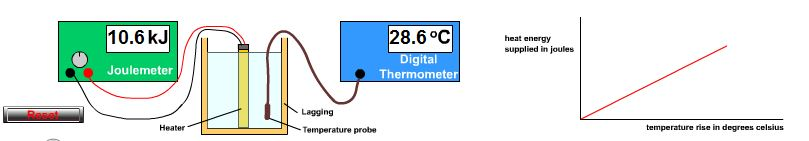 10.6 kJ
Joulemeter
28.6 ºC
Digital
Thermometer
Reset
Heater
Lagging
Temperature probe
heat energy
supplied in joules
temperature rise in degrees celsius